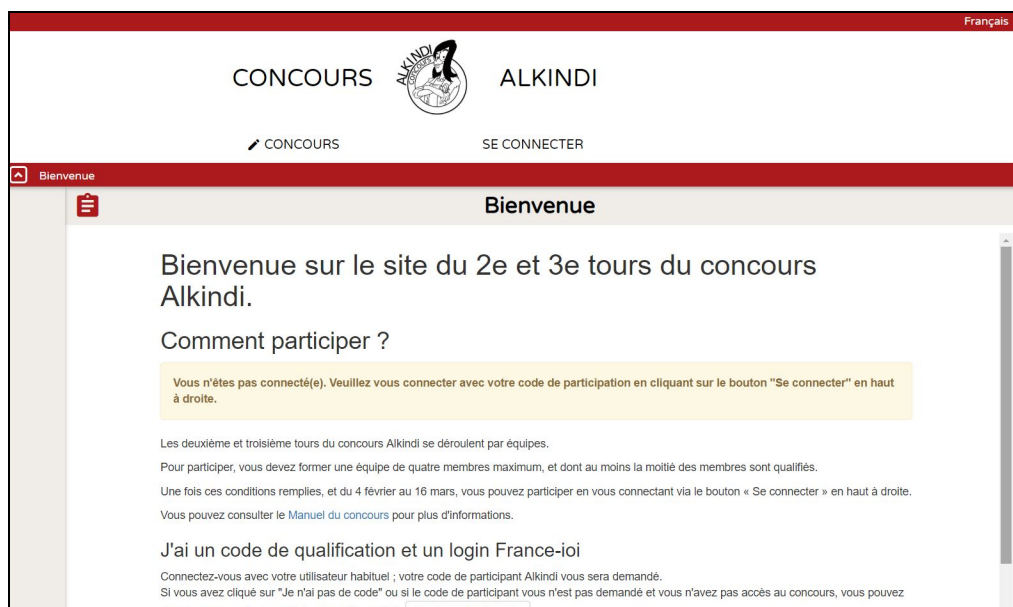 Français
CONCOURS ALKINDI
ALKINDI CONCOURS
CONCOURS SE CONNECTER
Bienvenue
Bienvenue
Bienvenue sur le site du 2e et 3e tours du concours
Alkindi.
Comment participer ?
Vous n'êtes pas connecté(e). Veuillez vous connecter avec votre code de participation en cliquant sur le bouton "Se connecter" en haut
à droite.
Les deuxième et troisième tours du concours Alkindi se déroulent par équipes.
Pour participer, vous devez former une équipe de quatre membres maximum, et dont au moins la moitié des membres sont qualifiés.
Une fois ces conditions remplies, et du 4 février au 16 mars, vous pouvez participer en vous connectant via le bouton « Se connecter » en haut à droite.
Vous pouvez consulter le Manuel du concours pour plus d'informations.
J'ai un code de qualification et un login France-ioi
Connectez-vous avec votre utilisateur habituel ; votre code de participant Alkindi vous sera demandé.
Si vous avez cliqué sur "Je n'ai pas de code" ou si le code de participant vous n'est pas demandé et vous n'avez pas accès au concours, vous pouvez